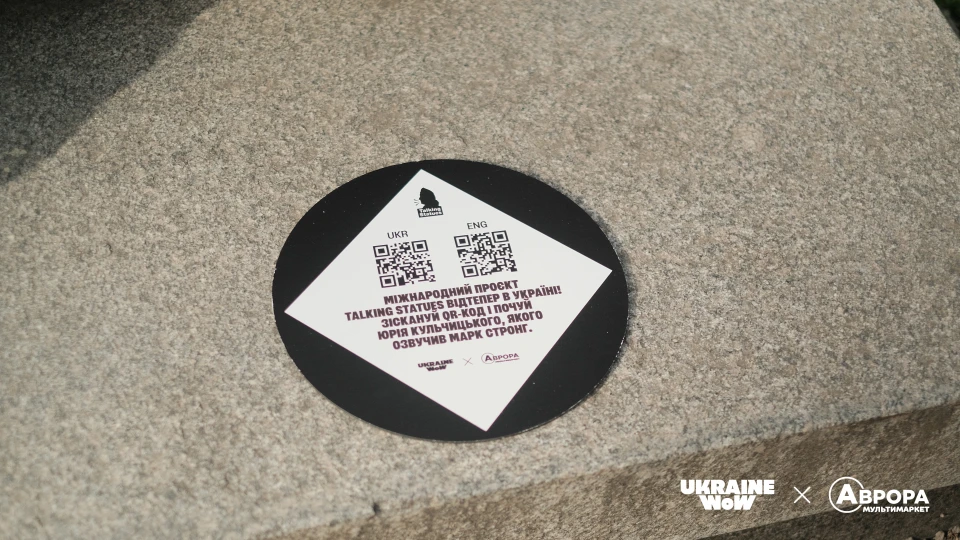 Talking
Statues
UKR
ENG
МІЖНАРОДНИЙ ПРОЄКТ
TALKING STATUES ВІДТЕПЕР В УКРАЇНІ!
ЗІСКАНУЙ QR-КОД І ПОЧУЙ
ЮРІЯ КУЛЬЧИЦЬКОГО, ЯКОГО
ОЗВУЧИВ МАРК СТРОНГ.
UKRAINE
WoW
АВРОРА
UKRAINE
WoW
АВРОРА
МУЛЬТИМАРКЕТ